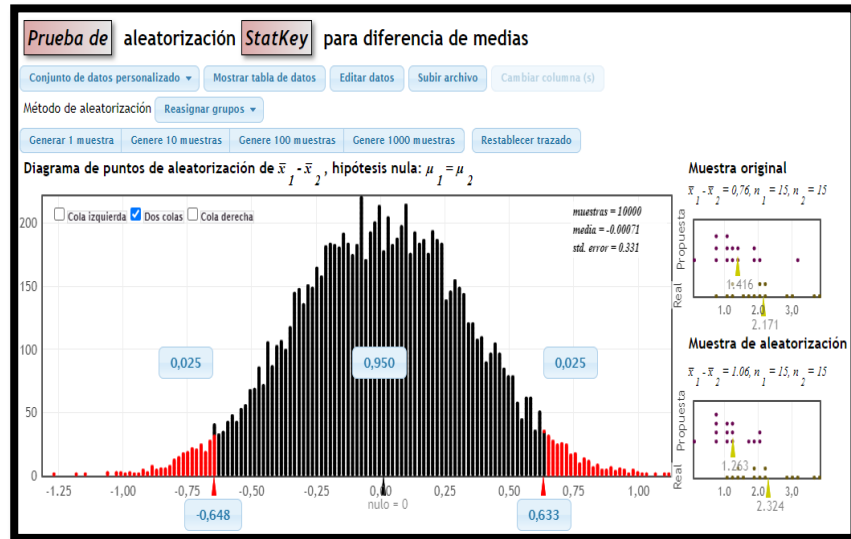 Prueba de aleatorización StatKey para diferencia de medias
Conjunto de datos personalizado Mostrar tabla de datos Editar datos Subir archivo Cambiar columna (s)
Método de aleatorización Reasignar grupos
Generar 1 muestra Genere 10 muestras Genere 100 muestras Genere 1000 muestras Restablecer trazado
Diagrama de puntos de aleatorización de x̅1 - x̅2 , hipótesis nula: μ1 = μ2
Cola izquierda Dos colas Cola derecha
muestras = 10000
media = -0.00071
std. error = 0.331
200
150
100
50
0
0,025 0,950 0,025
-1.25 -1,00 -0,75 -0,50 -0,25 0,00 0,25 0,50 0,75 1,00
nulo = 0
-0,648 0,633
Muestra original
x̅1 - x̅2 = 0,76, n1 = 15, n2 = 15
Propuesta
Real
1.416
1.0 2.0 3,0
2.171
Muestra de aleatorización
x̅1 - x̅2 = 1.06, n1 = 15, n2 = 15
Propuesta
Real
1.263
1.0 2.0 3,0
2.324